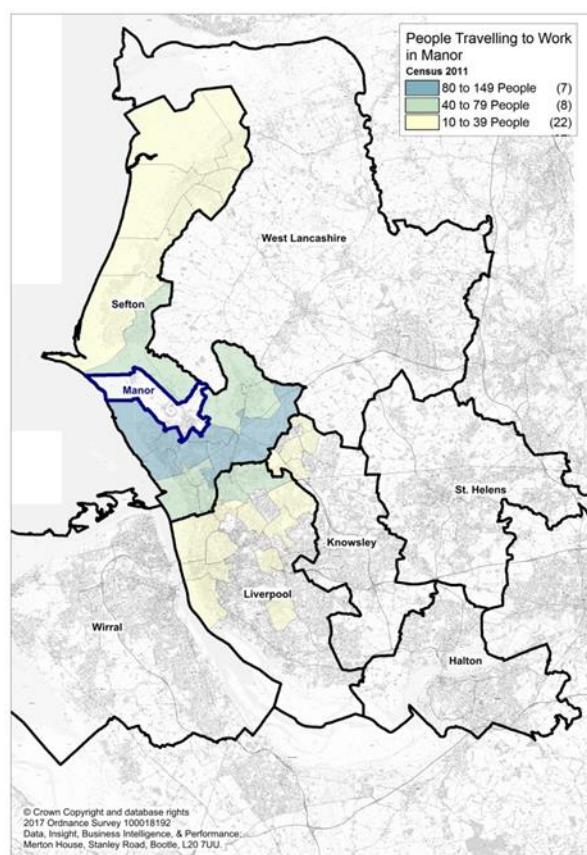 People Travelling to Work
in Manor
Census 2011
80 to 149 People (7)
40 to 79 People (8)
10 to 39 People (22)
West Lancashire
Sefton
Manor
St. Helens
Knowsley
Liverpool
Wirral
Halton
© Crown Copyright and database rights
2017 Ordnance Survey 100018192
Data, Insight, Business Intelligence, & Performance,
Merton House, Stanley Road, Bootle, L20 7UU.